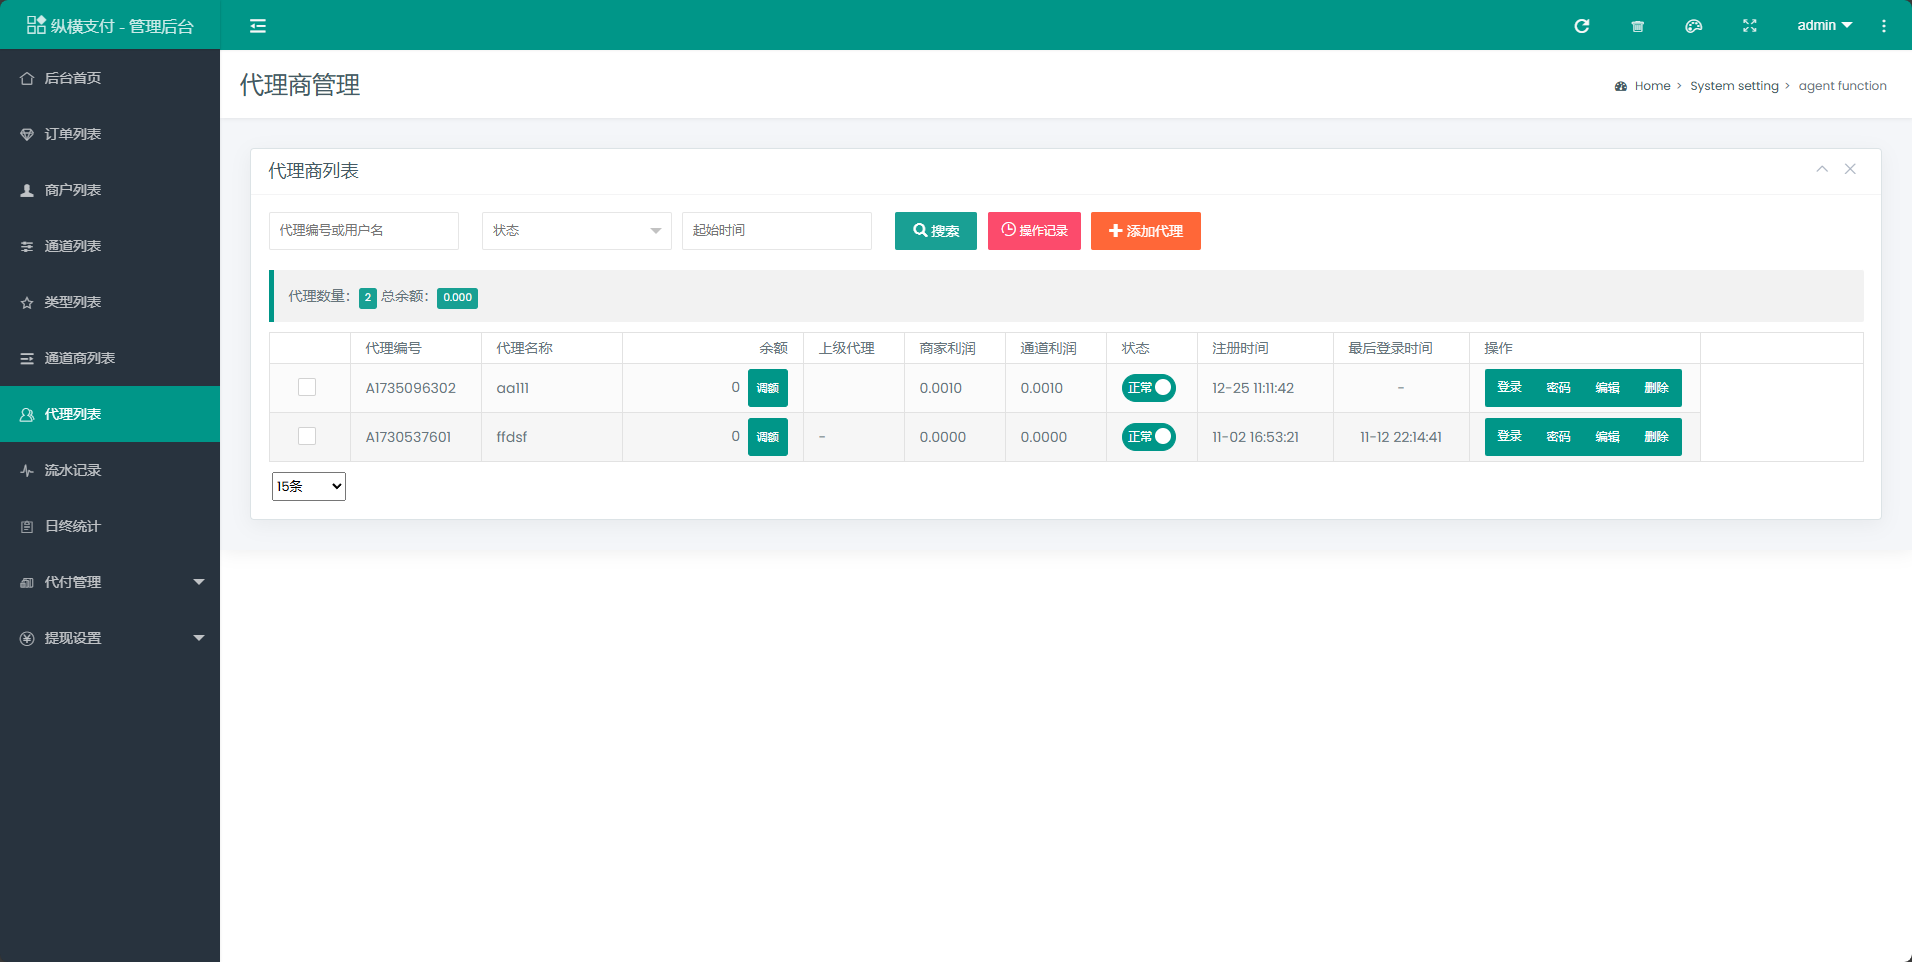 纵横支付 - 管理后台
admin
后台首页
订单列表
商户列表
通道列表
类型列表
通道商列表
代理列表
流水记录
日终统计
代付管理
提现设置
代理商管理
Home > System setting > agent function
代理商列表
代理编号或用户名 状态 起始时间 搜索 操作记录 添加代理
代理数量： 2 总余额： 0.000
代理编号 代理名称 余额 上级代理 商家利润 通道利润 状态 注册时间 最后登录时间 操作
A1735096302 aa111 0 调额 0.0010 0.0010 正常 12-25 11:11:42 - 登录 密码 编辑 删除
A1730537601 ffdsf 0 调额 - 0.0000 0.0000 正常 11-02 16:53:21 11-12 22:14:41 登录 密码 编辑 删除
15条